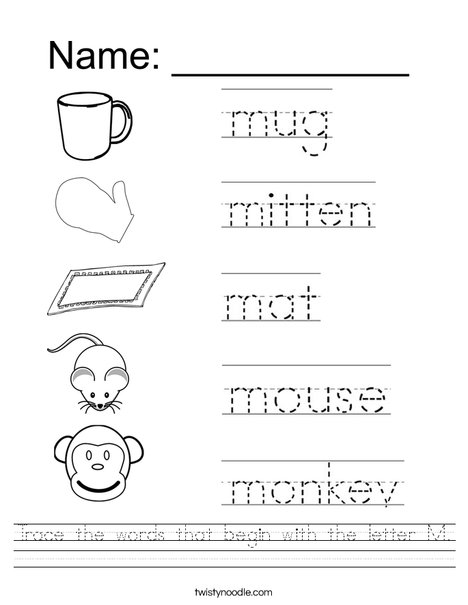 Name:
mug
mitten
mat
mouse
monkey
Trace the words that begin with the letter M.
twistynoodle.com